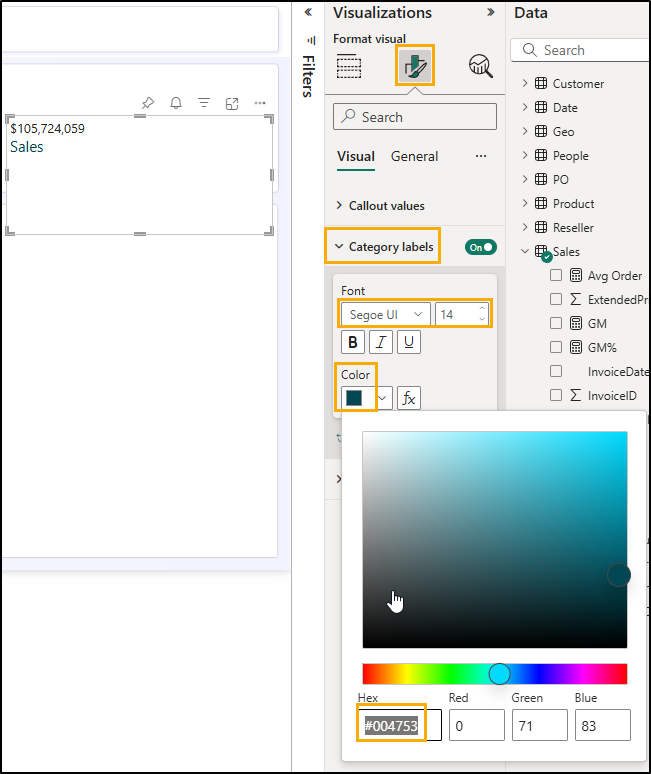 $105,724,059
Sales
Filters
Visualizations
Format visual
Search
Visual
General
Callout values
Category labels
On
Font
Segoe UI
14
B
I
U
Color
fx
Hex
Red
Green
Blue
#004753
0
71
83
Data
Search
Customer
Date
Geo
People
PO
Product
Reseller
Sales
Avg Order
ExtendedPr
GM
GM%
InvoiceDate
InvoiceID